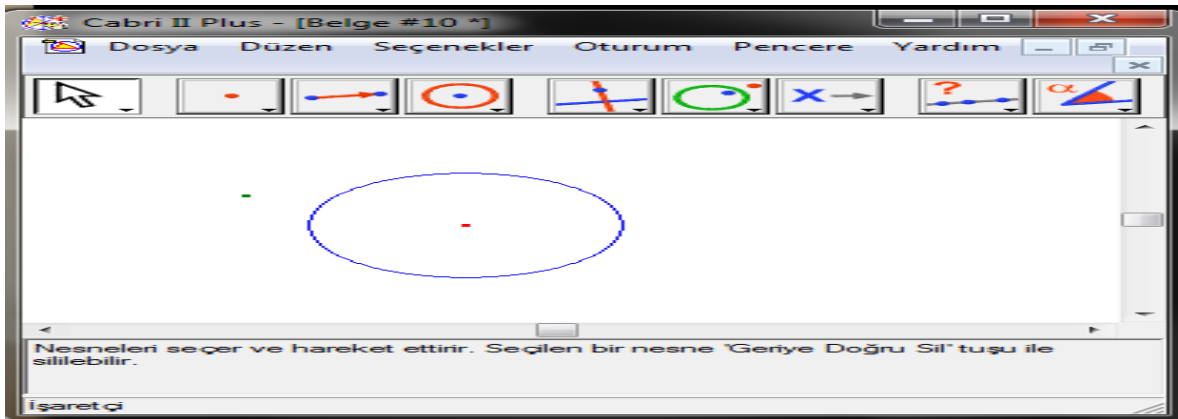 Cabri II Plus - [Belge #10 *]
Dosya Düzen Seçenekler Oturum Pencere Yardım
?
α
Nesneleri seçer ve hareket ettirir. Seçilen bir nesne 'Geriye Doğru Sil' tuşu ile
sililebilir.
İşaretçi